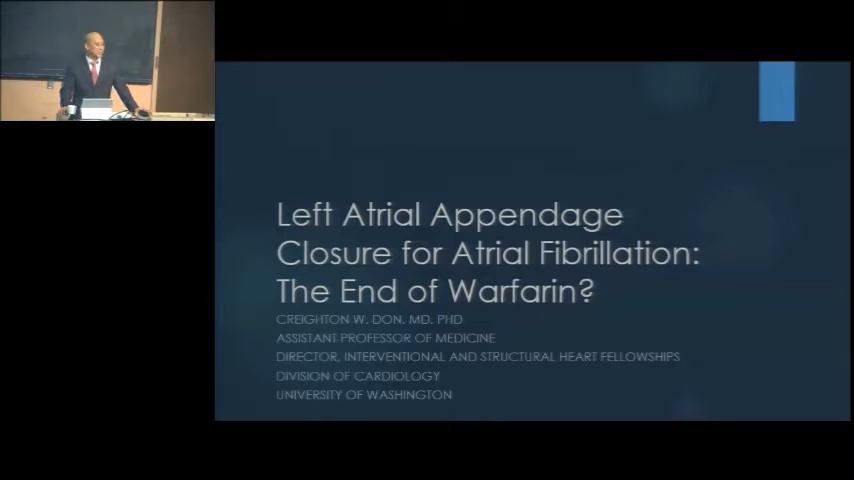 Left Atrial Appendage
Closure for Atrial Fibrillation:
The End of Warfarin?
CREIGHTON W. DON, MD, PHD
ASSISTANT PROFESSOR OF MEDICINE
DIRECTOR, INTERVENTIONAL AND STRUCTURAL HEART FELLOWSHIPS
DIVISION OF CARDIOLOGY
UNIVERSITY OF WASHINGTON